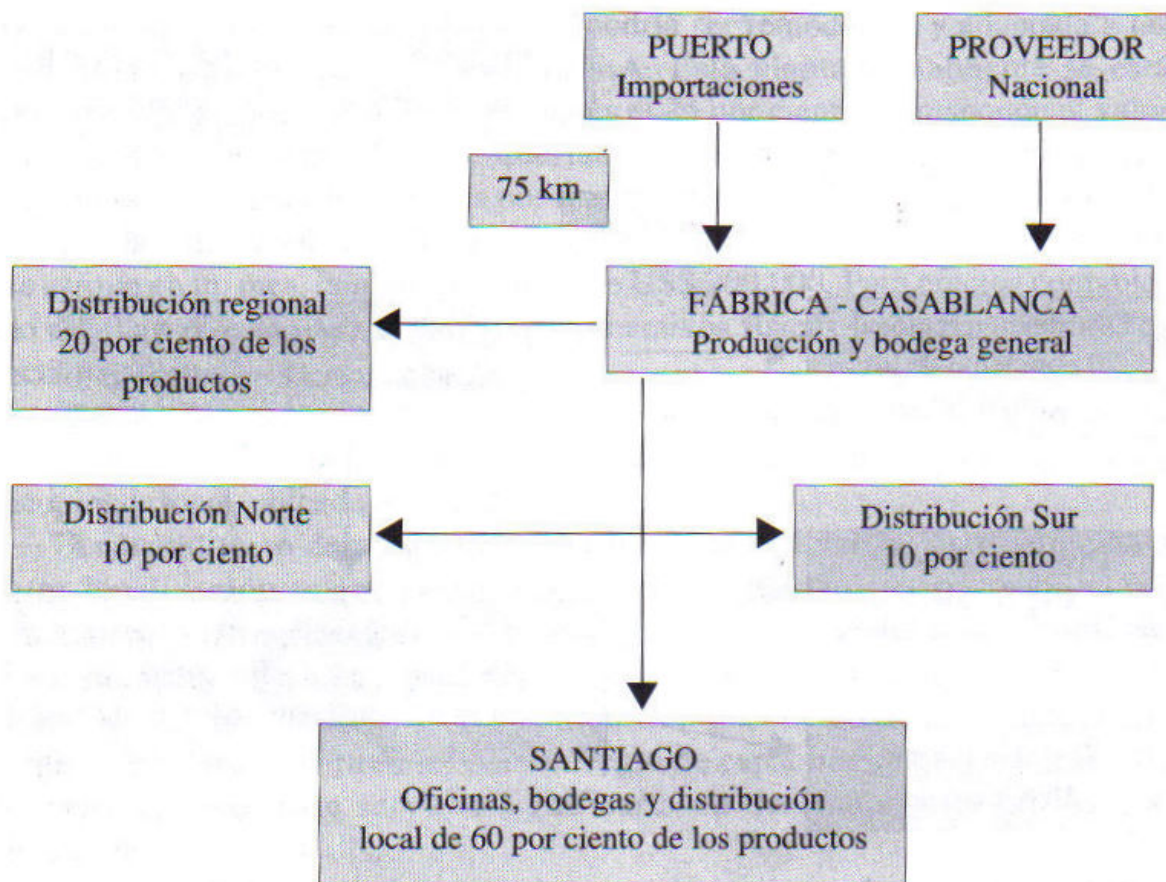 PUERTO
Importaciones
PROVEEDOR
Nacional
75 km
Distribución regional
20 por ciento de los
productos
FÁBRICA - CASABLANCA
Producción y bodega general
Distribución Norte
10 por ciento
Distribución Sur
10 por ciento
SANTIAGO
Oficinas, bodegas y distribución
local de 60 por ciento de los productos